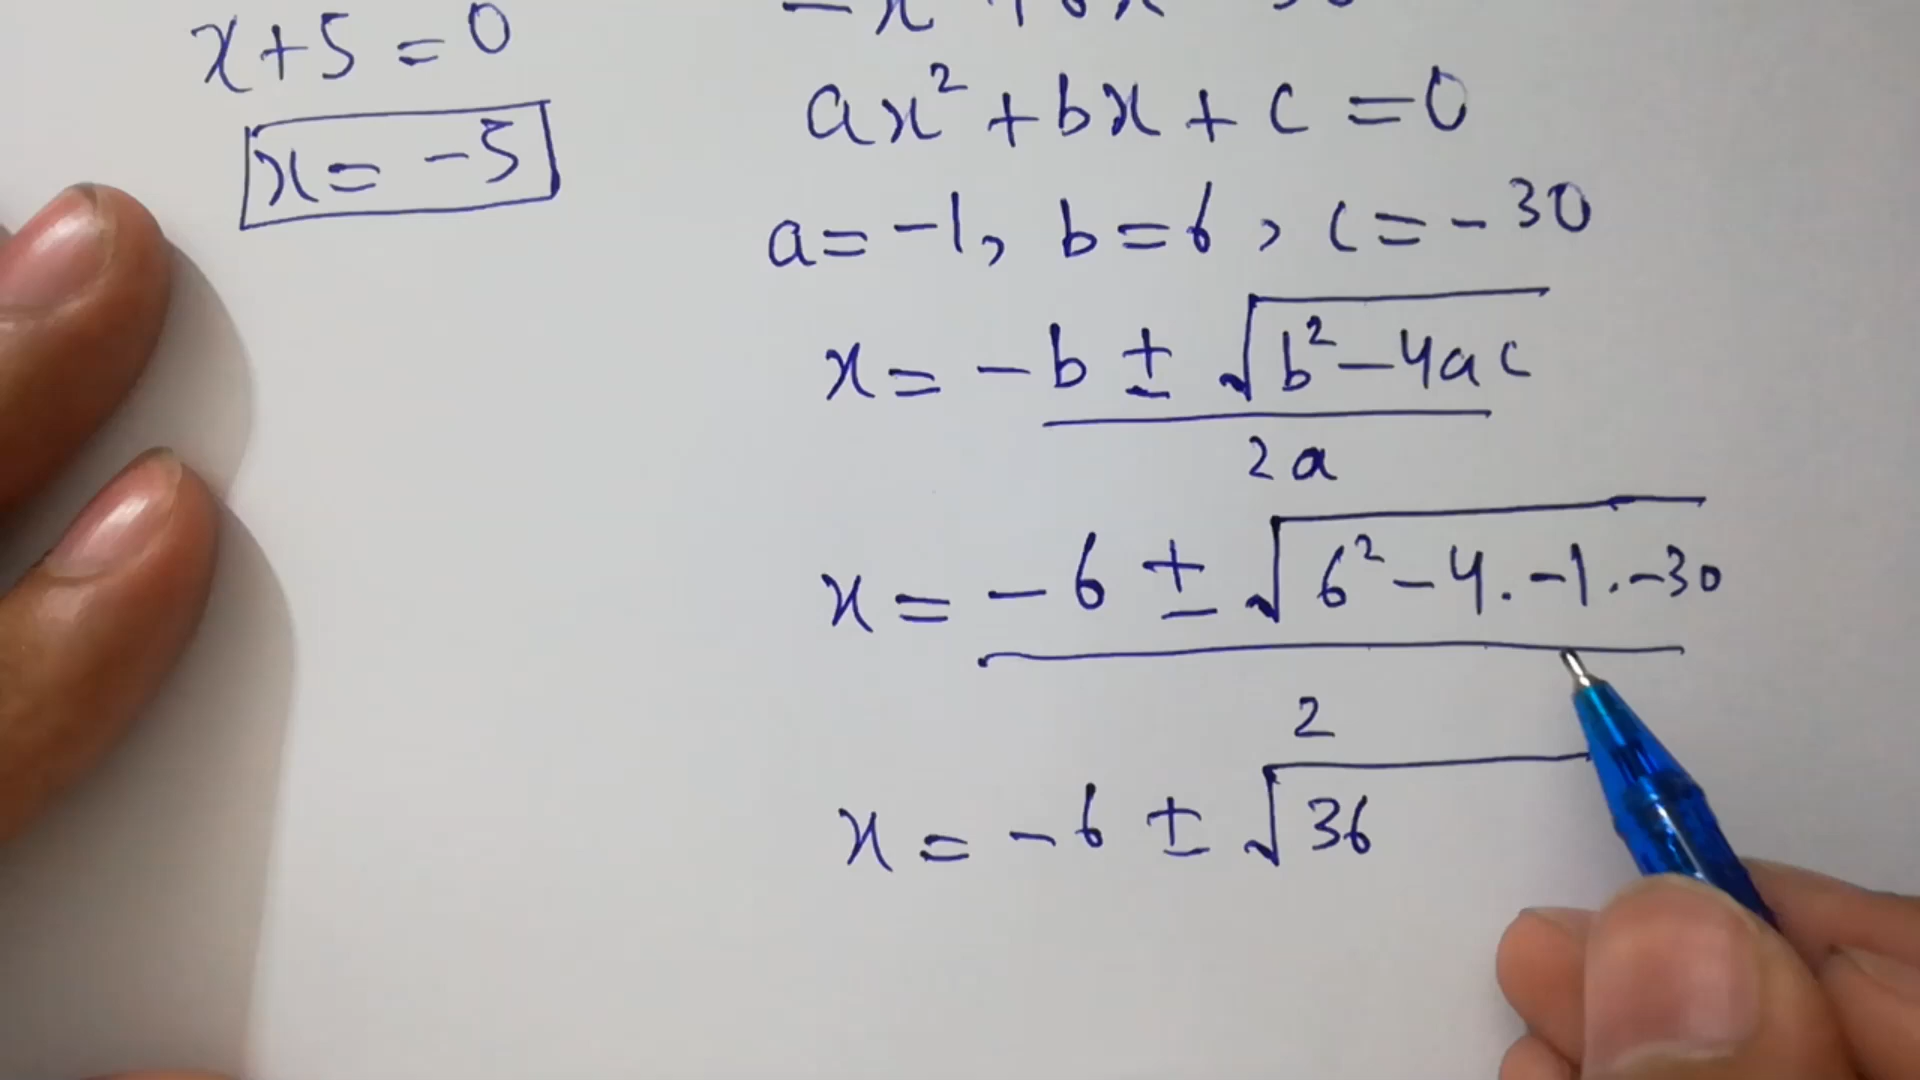 x+5=0
x=-5
ax²+bx+c=0
a=-1, b=6, c=-30
x=-b±√b²-4ac
2a
x=-6±√6²-4.-1.-30
2
x=-6±√36